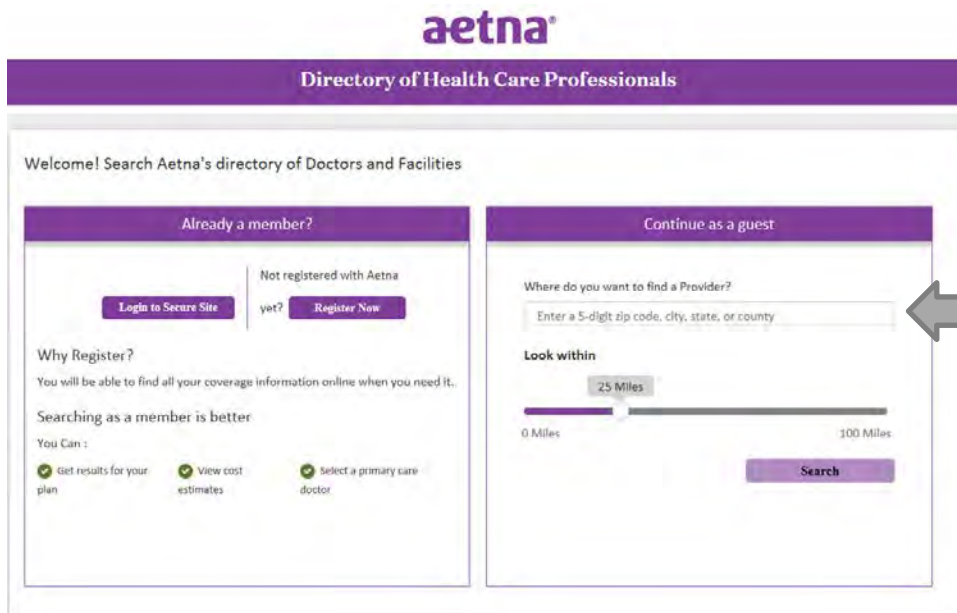 aetna®
Directory of Health Care Professionals
Welcome! Search Aetna's directory of Doctors and Facilities
Already a member?
Login to Secure Site
Not registered with Aetna
yet? Register Now
Why Register?
You will be able to find all your coverage information online when you need it.
Searching as a member is better
You Can :
Get results for your
plan
View cost
estimates
Select a primary care
doctor
Continue as a guest
Where do you want to find a Provider?
Enter a 5-digit zip code, city, state, or county
Look within
25 Miles
0 Miles
100 Miles
Search